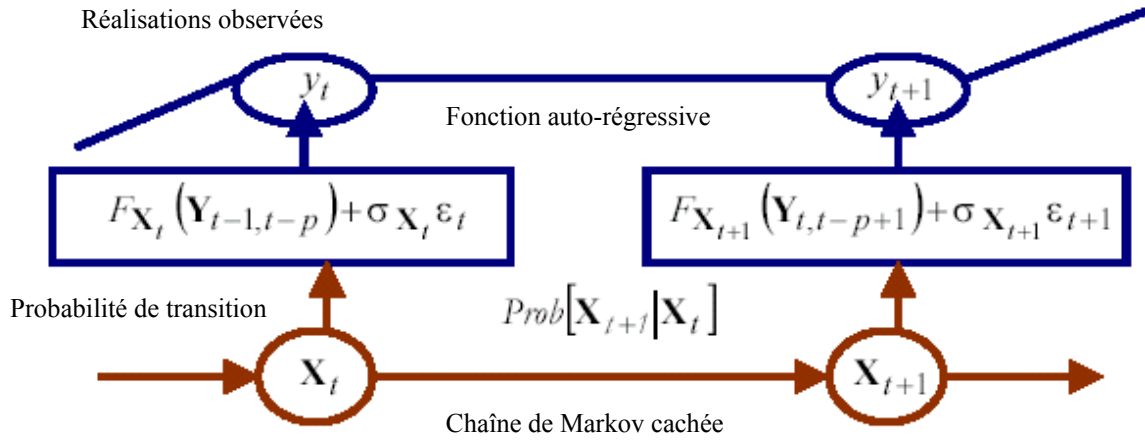 Réalisations observées
y_t
y_{t+1}
Fonction auto-régressive
F_{X_t}(Y_{t-1,t-p})+σ_{X_t}ε_t
F_{X_{t+1}}(Y_{t,t-p+1})+σ_{X_{t+1}}ε_{t+1}
Probabilité de transition
Prob[X_{t+1}|X_t]
X_t
X_{t+1}
Chaîne de Markov cachée